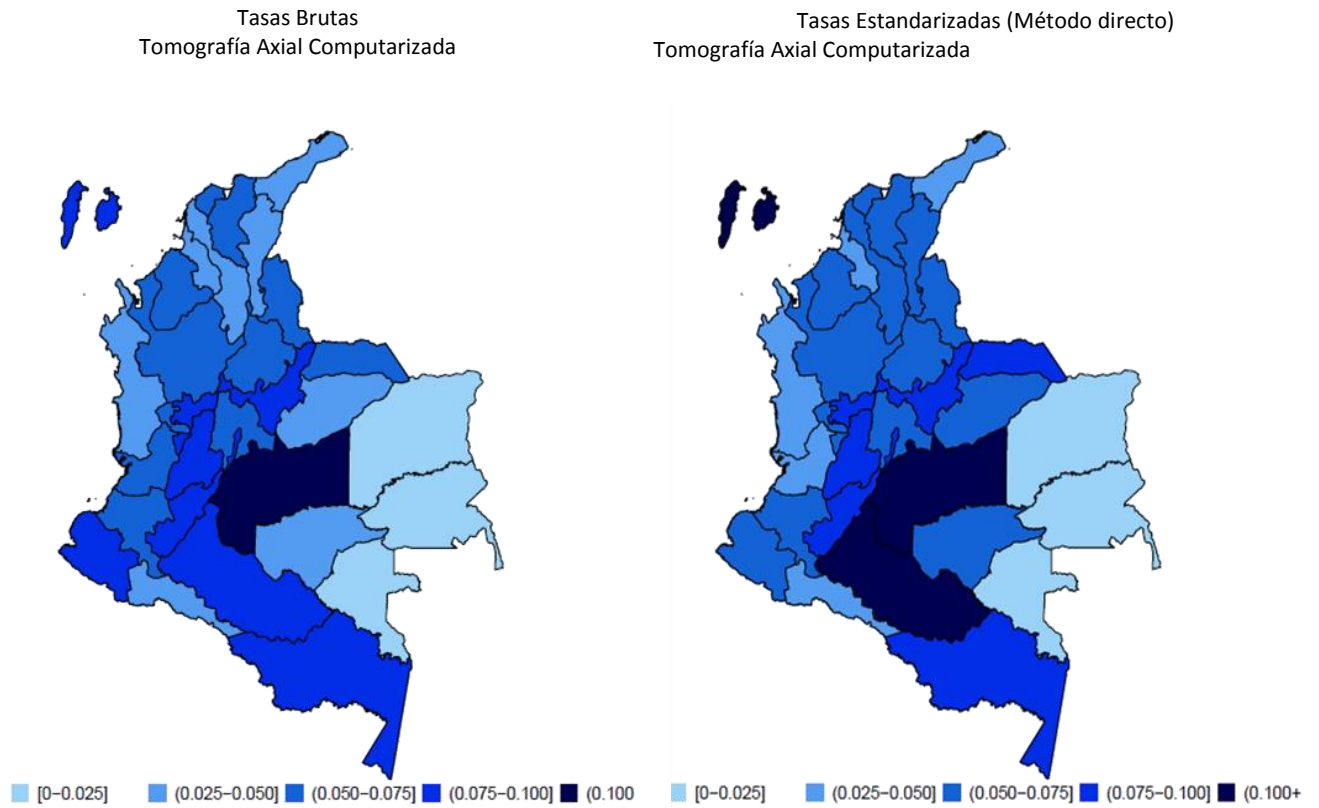 Tasas Brutas
Tomografía Axial Computarizada
Tasas Estandarizadas (Método directo)
Tomografía Axial Computarizada
[0−0.025] (0.025−0.050] (0.050−0.075] (0.075−0.100] (0.100
[0−0.025] (0.025−0.050] (0.050−0.075] (0.075−0.100] (0.100+